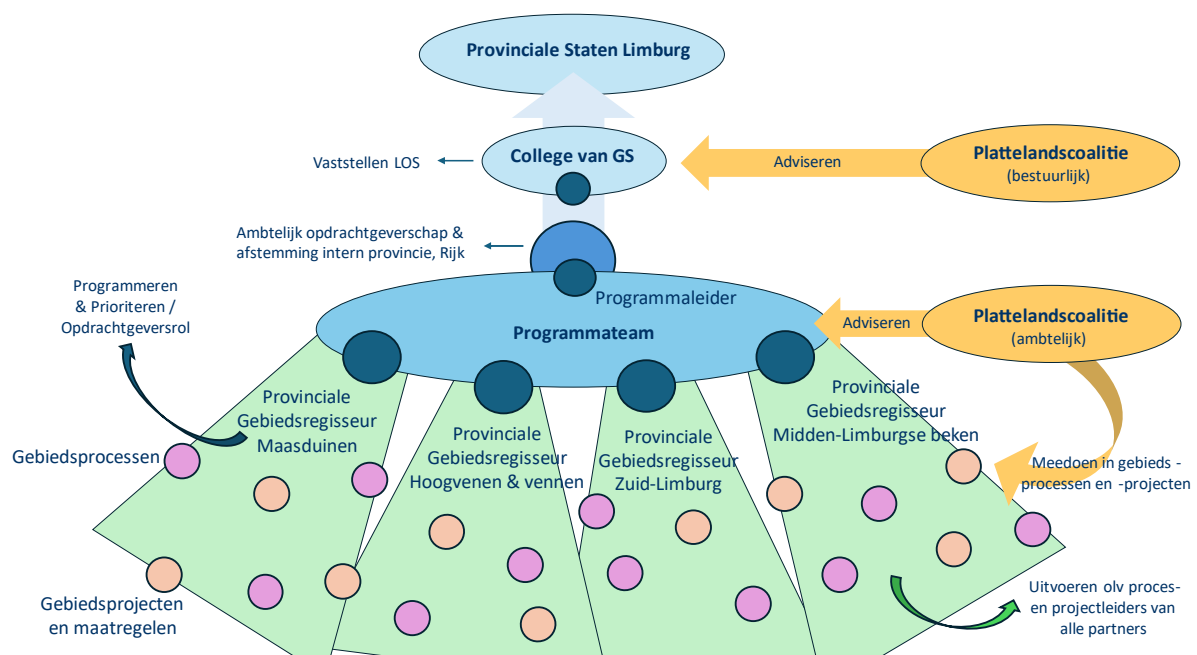 Provinciale Staten Limburg
College van GS
Vaststellen LOS
Adviseren
Plattelandscoalitie
(bestuurlijk)
Ambtelijk opdrachtgeverschap &
afstemming intern provincie, Rijk
Programmeren
& Prioriteren /
Opdrachtgeversrol
Programmaleider
Programmateam
Adviseren
Plattelandscoalitie
(ambtelijk)
Provinciale
Gebiedsregisseur
Maasduinen
Provinciale
Gebiedsregisseur
Hoogvenen & vennen
Provinciale
Gebiedsregisseur
Zuid-Limburg
Provinciale
Gebiedsregisseur
Midden-Limburgse beken
Gebiedsprocessen
Meedoen in gebieds -
processen en -projecten
Gebiedsprojecten
en maatregelen
Uitvoeren olv proces-
en projectleiders van
alle partners